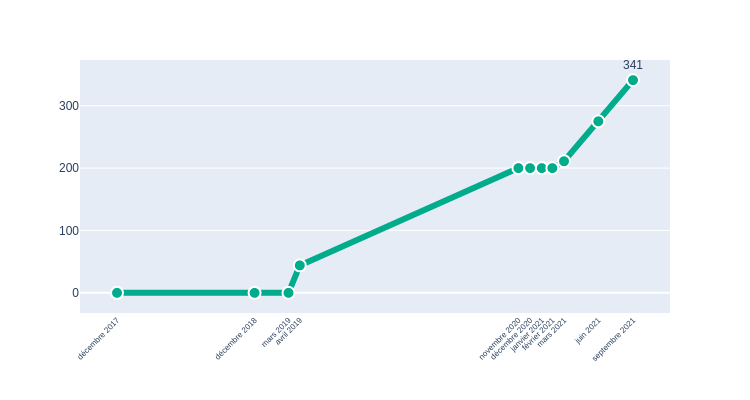 341
300
200
100
0
décembre 2017
décembre 2018
mars 2019
avril 2019
novembre 2020
décembre 2020
janvier 2021
février 2021
mars 2021
juin 2021
septembre 2021